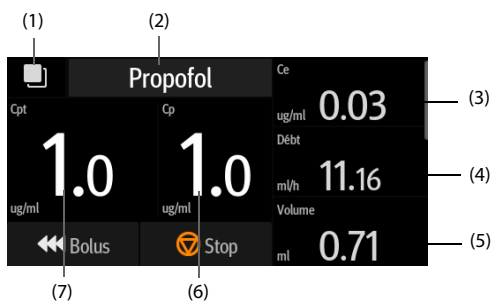 (1)
(2)
Propofol
Cpt
1.0
ug/ml
Cp
1.0
ug/ml
Ce
ug/ml 0.03
(3)
Débt
ml/h 11.16
(4)
Volume
ml 0.71
(5)
Bolus
Stop
(7)
(6)